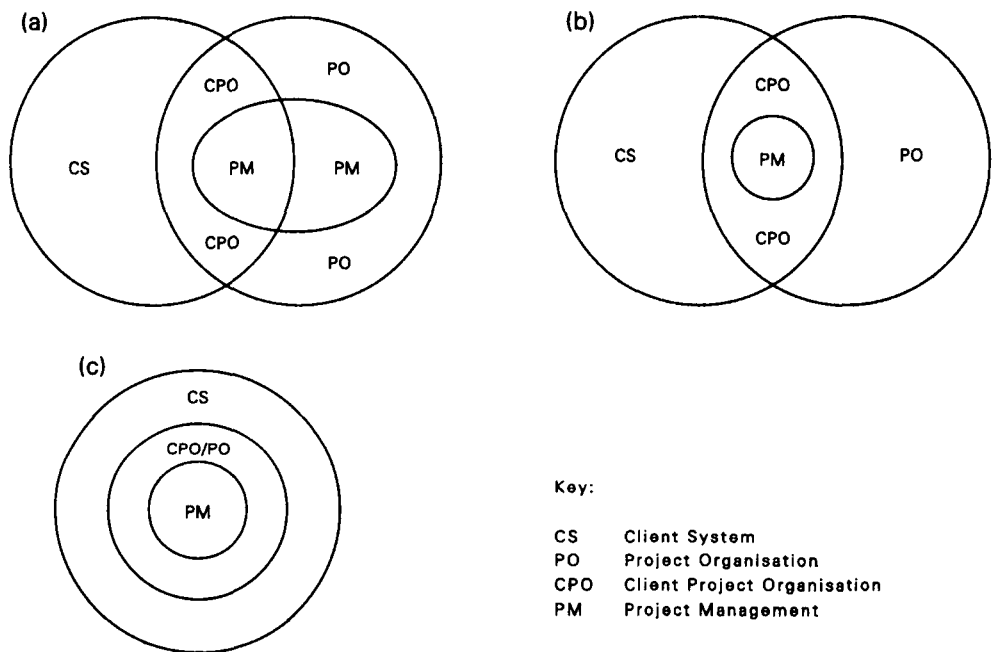 (a)
CPO
PO
CS
PM
PM
CPO
PO
(b)
CPO
CS
PM
PO
CPO
(c)
CS
CPO/PO
PM
Key:
CS Client System
PO Project Organisation
CPO Client Project Organisation
PM Project Management